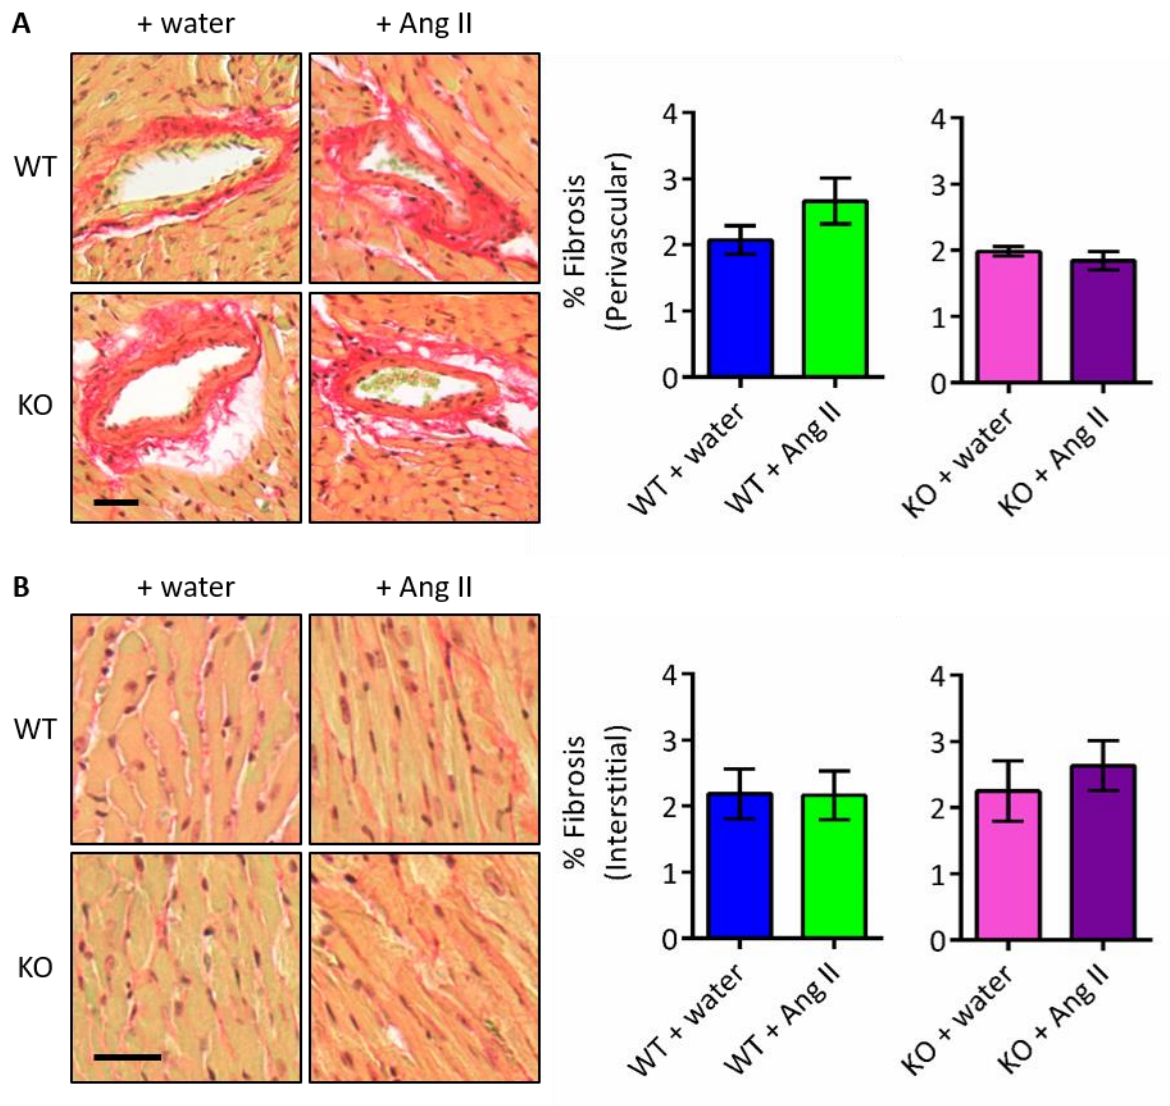 A
+ water
+ Ang II
WT
KO
% Fibrosis
(Perivascular)
4
3
2
1
0
WT + water
WT + Ang II
4
3
2
1
0
KO + water
KO + Ang II
B
+ water
+ Ang II
WT
KO
% Fibrosis
(Interstitial)
4
3
2
1
0
WT + water
WT + Ang II
4
3
2
1
0
KO + water
KO + Ang II